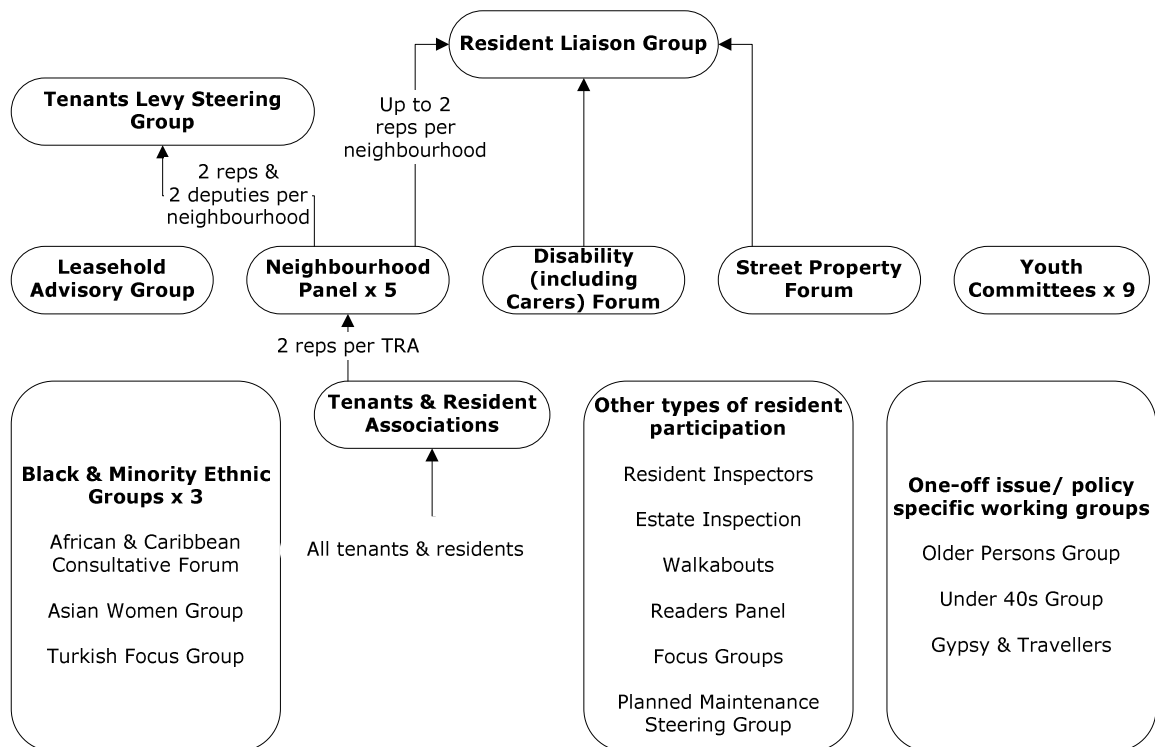 Resident Liaison Group
Tenants Levy Steering
Group
Up to 2
reps per
neighbourhood
2 reps &
2 deputies per
neighbourhood
Leasehold
Advisory Group
Neighbourhood
Panel x 5
Disability
(including
Carers) Forum
Street Property
Forum
Youth
Committees x 9
2 reps per TRA
Tenants & Resident
Associations
All tenants & residents
Black & Minority Ethnic
Groups x 3
African & Caribbean
Consultative Forum
Asian Women Group
Turkish Focus Group
Other types of resident
participation
Resident Inspectors
Estate Inspection
Walkabouts
Readers Panel
Focus Groups
Planned Maintenance
Steering Group
One-off issue/ policy
specific working groups
Older Persons Group
Under 40s Group
Gypsy & Travellers